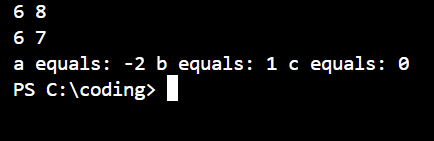 6 8
6 7
a equals: -2 b equals: 1 c equals: 0
PS C:\coding>